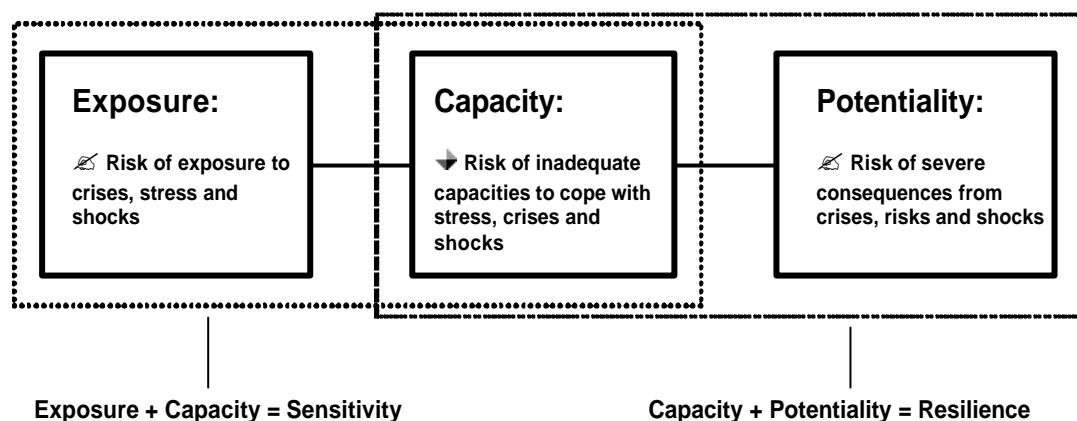 Exposure:
✍ Risk of exposure to
crises, stress and
shocks
Capacity:
Risk of inadequate
capacities to cope with
stress, crises and
shocks
Potentiality:
✍ Risk of severe
consequences from
crises, risks and shocks
Exposure + Capacity = Sensitivity
Capacity + Potentiality = Resilience